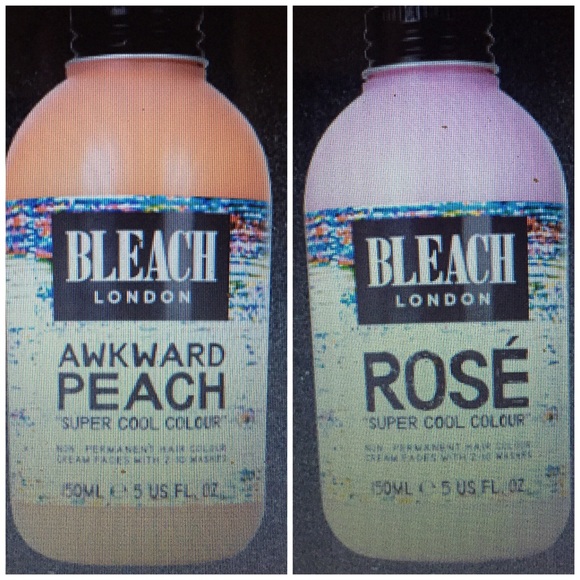 BLEACH
LONDON
AWKWARD
PEACH
"SUPER COOL COLOUR"
NON-PERMANENT HAIR COLOUR
CREAM FADES WITH 2-10 WASHES
150ML 5 US FL. OZ.
BLEACH
LONDON
ROSÉ
"SUPER COOL COLOUR"
NON-PERMANENT HAIR COLOUR
CREAM FADES WITH 2-10 WASHES
150ML 5 US FL. OZ.